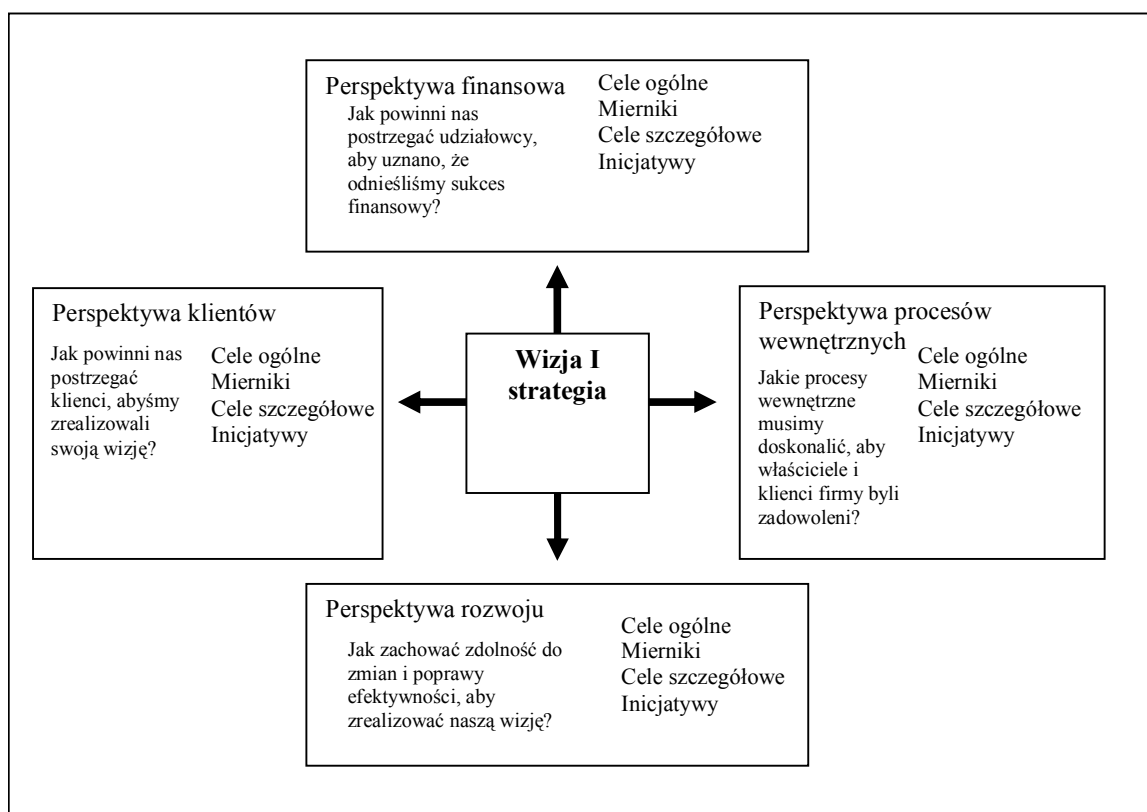 Perspektywa finansowa
Jak powinni nas
postrzegać udziałowcy,
aby uznano, że
odnieśliśmy sukces
finansowy?
Cele ogólne
Mierniki
Cele szczegółowe
Inicjatywy
Perspektywa klientów
Jak powinni nas
postrzegać
klienci, abyśmy
zrealizowali
swoją wizję?
Cele ogólne
Mierniki
Cele szczegółowe
Inicjatywy
Wizja I
strategia
Perspektywa procesów
wewnętrznych
Jakie procesy
wewnętrzne
musimy
doskonalić, aby
właściciele i
klienci firmy byli
zadowoleni?
Cele ogólne
Mierniki
Cele szczegółowe
Inicjatywy
Perspektywa rozwoju
Jak zachować zdolność do
zmian i poprawy
efektywności, aby
zrealizować naszą wizję?
Cele ogólne
Mierniki
Cele szczegółowe
Inicjatywy